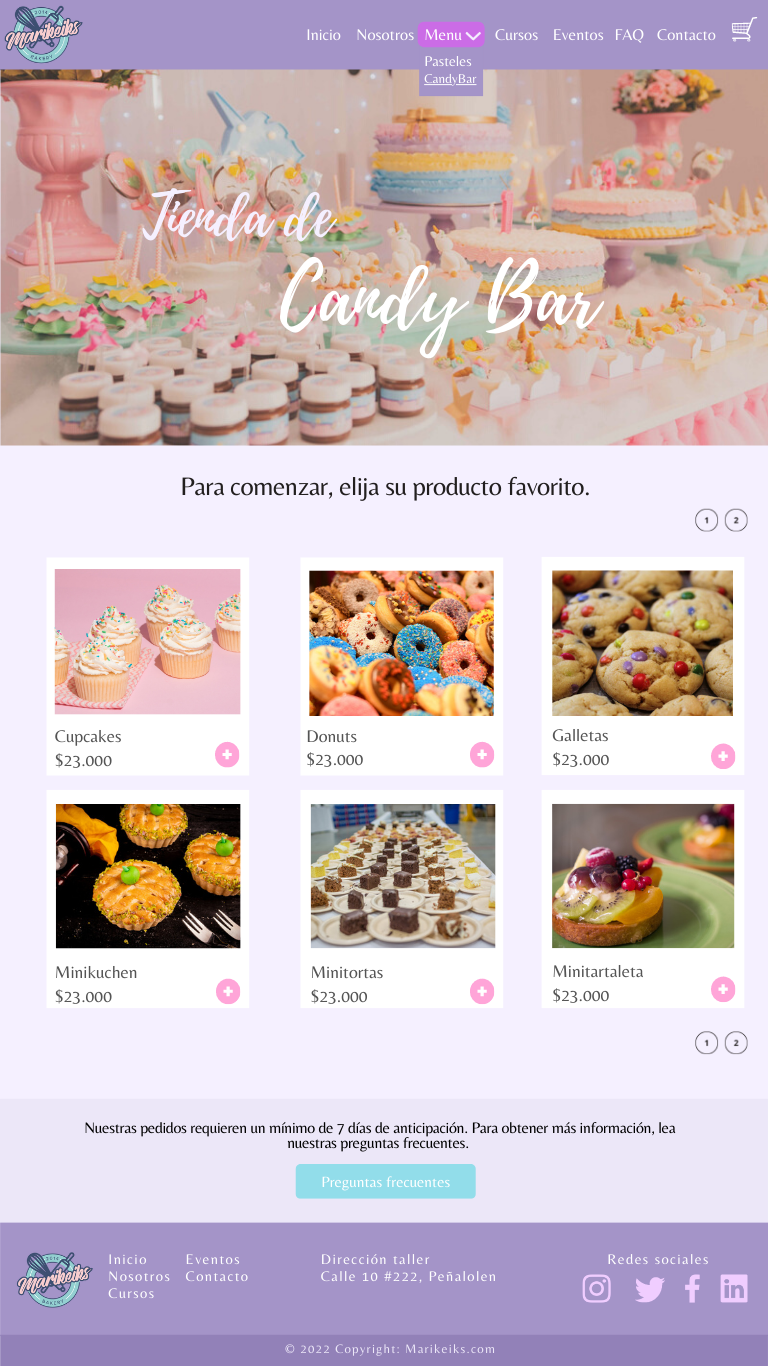 2016
Marikeiks
BAKERY
Inicio Nosotros Menu Cursos Eventos FAQ Contacto
Pasteles
CandyBar
Tienda de
Candy Bar
Para comenzar, elija su producto favorito.
1 2
Cupcakes
$23.000
Donuts
$23.000
Galletas
$23.000
Minikuchen
$23.000
Minitortas
$23.000
Minitartaleta
$23.000
1 2
Nuestras pedidos requieren un mínimo de 7 días de anticipación. Para obtener más información, lea
nuestras preguntas frecuentes.
Preguntas frecuentes
2016
Marikeiks
BAKERY
Inicio
Nosotros
Cursos
Eventos
Contacto
Dirección taller
Calle 10 #222, Peñalolen
Redes sociales
© 2022 Copyright: Marikeiks.com